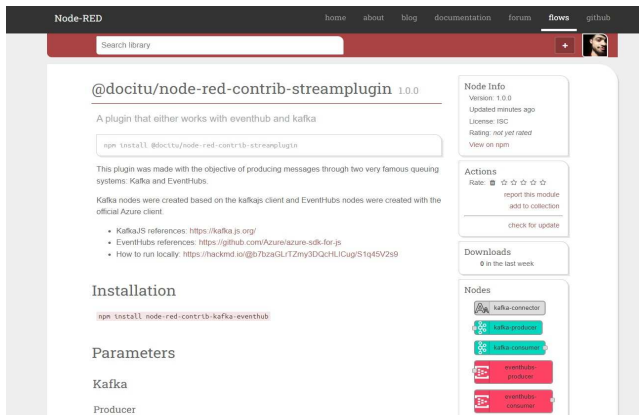 Node-RED
home about blog documentation forum flows github
Search library
+
@docitu/node-red-contrib-streamplugin 1.0.0
A plugin that either works with eventhub and kafka
npm install @docitu/node-red-contrib-streamplugin
This plugin was made with the objective of producing messages through two very famous queuing
systems: Kafka and EventHubs.
Kafka nodes were created based on the kafkajs client and EventHubs nodes were created with the
official Azure client.
KafkaJS references: https://kafka.js.org/
EventHubs references: https://github.com/Azure/azure-sdk-for-js
How to run locally: https://hackmd.io/@b7bzaGLrTZmy3DQcHLICug/S1q45V2s9
Installation
npm install node-red-contrib-kafka-eventhub
Parameters
Kafka
Producer
Node Info
Version: 1.0.0
Updated minutes ago
License: ISC
Rating: not yet rated
View on npm
Actions
Rate:
report this module
add to collection
check for update
Downloads
0 in the last week
Nodes
kafka-connector
kafka-producer
kafka-consumer
eventhubs-
producer
eventhubs-
consumer